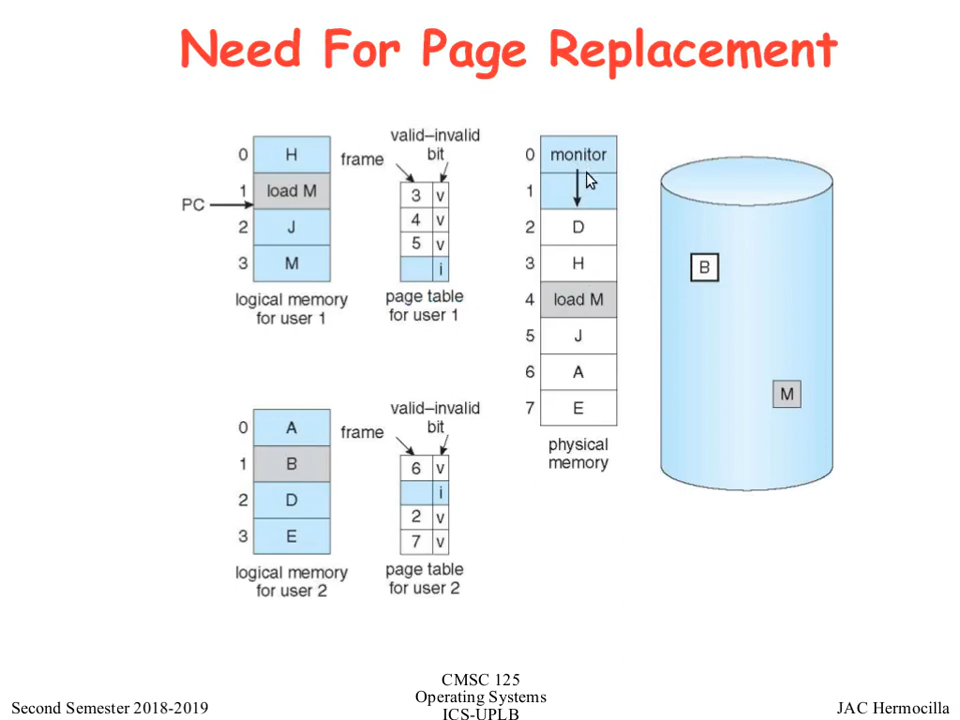 Need For Page Replacement
0 H
1 load M
PC
2 J
3 M
logical memory
for user 1
valid–invalid
bit
frame
3 v
4 v
5 v
i
page table
for user 1
0 monitor
1
2 D
3 H
4 load M
5 J
6 A
7 E
physical
memory
B
M
0 A
1 B
2 D
3 E
logical memory
for user 2
valid–invalid
bit
frame
6 v
i
2 v
7 v
page table
for user 2
Second Semester 2018-2019
CMSC 125
Operating Systems
ICS-UPLB
JAC Hermocilla